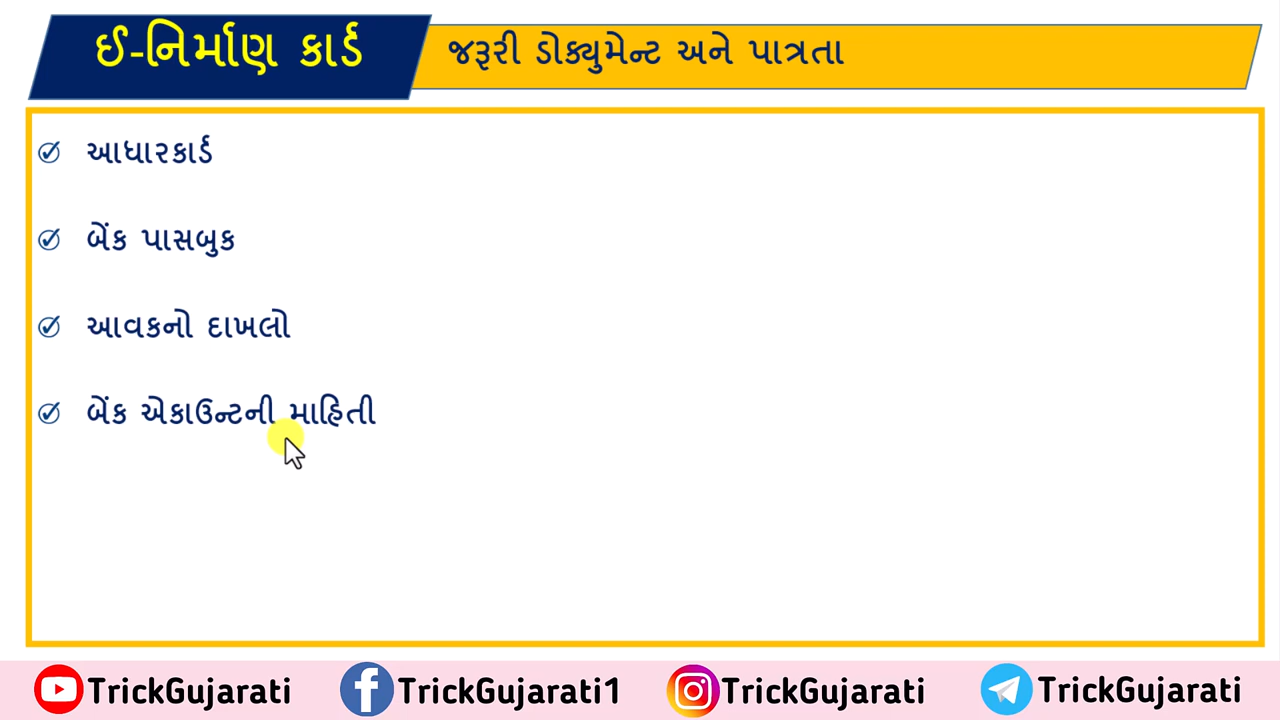 ઈ-નિર્માણ કાર્ડ
જરૂરી ડોક્યુમેન્ટ અને પાત્રતા
આધારકાર્ડ
બેંક પાસબુક
આવકનો દાખલો
બેંક એકાઉન્ટની માહિતી
TrickGujarati TrickGujarati1 TrickGujarati TrickGujarati